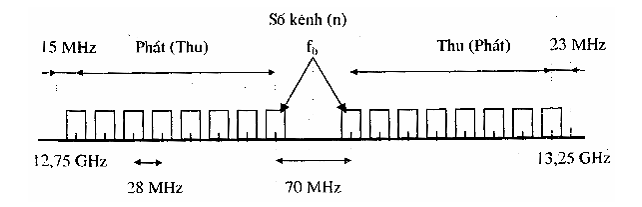 Số kênh (n)
15 MHz
Phát (Thu)
f₀
Thu (Phát)
23 MHz
12,75 GHz
28 MHz
70 MHz
13,25 GHz